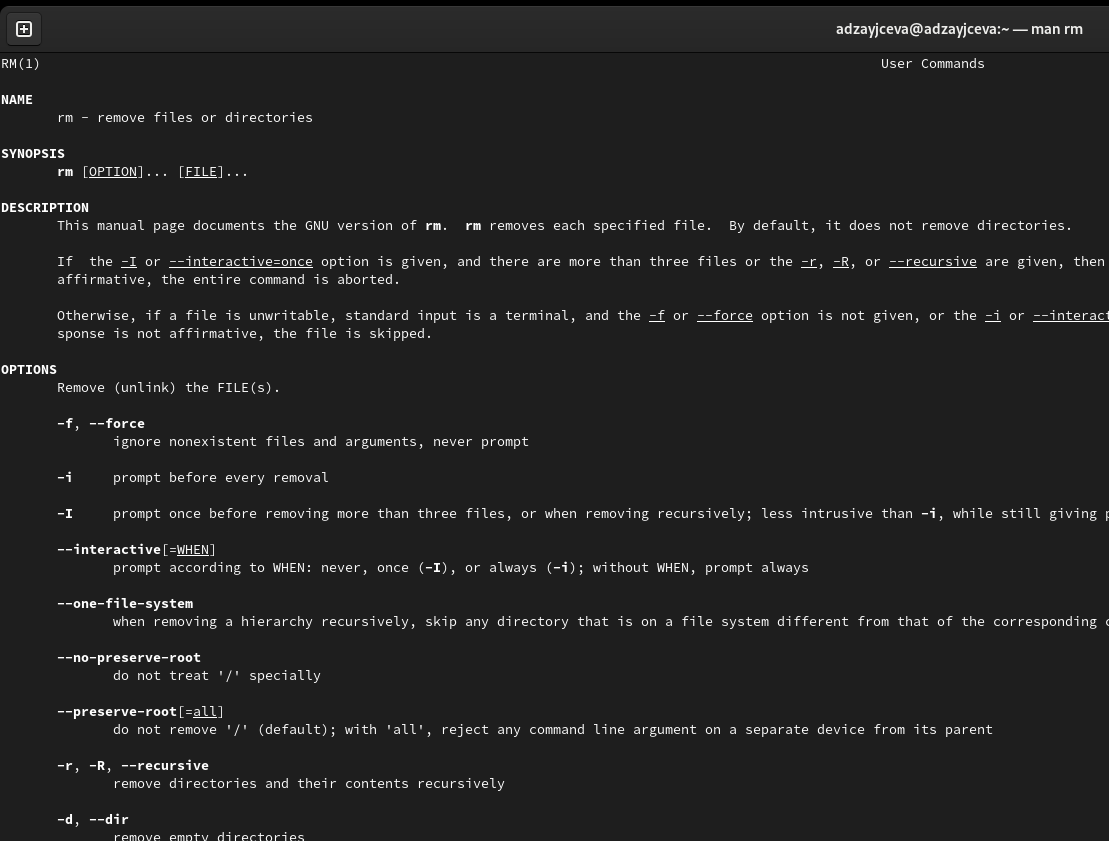 adzayjceva@adzayjceva:~ — man rm
RM(1) User Commands
NAME
rm - remove files or directories
SYNOPSIS
rm [OPTION]... [FILE]...
DESCRIPTION
This manual page documents the GNU version of rm.  rm removes each specified file.  By default, it does not remove directories.
If  the -I or --interactive=once option is given, and there are more than three files or the -r, -R, or --recursive are given, then
affirmative, the entire command is aborted.
Otherwise, if a file is unwritable, standard input is a terminal, and the -f or --force option is not given, or the -i or --interact
sponse is not affirmative, the file is skipped.
OPTIONS
Remove (unlink) the FILE(s).
-f, --force
ignore nonexistent files and arguments, never prompt
-i prompt before every removal
-I prompt once before removing more than three files, or when removing recursively; less intrusive than -i, while still giving
--interactive[=WHEN]
prompt according to WHEN: never, once (-I), or always (-i); without WHEN, prompt always
--one-file-system
when removing a hierarchy recursively, skip any directory that is on a file system different from that of the corresponding
--no-preserve-root
do not treat '/' specially
--preserve-root[=all]
do not remove '/' (default); with 'all', reject any command line argument on a separate device from its parent
-r, -R, --recursive
remove directories and their contents recursively
-d, --dir
remove empty directories